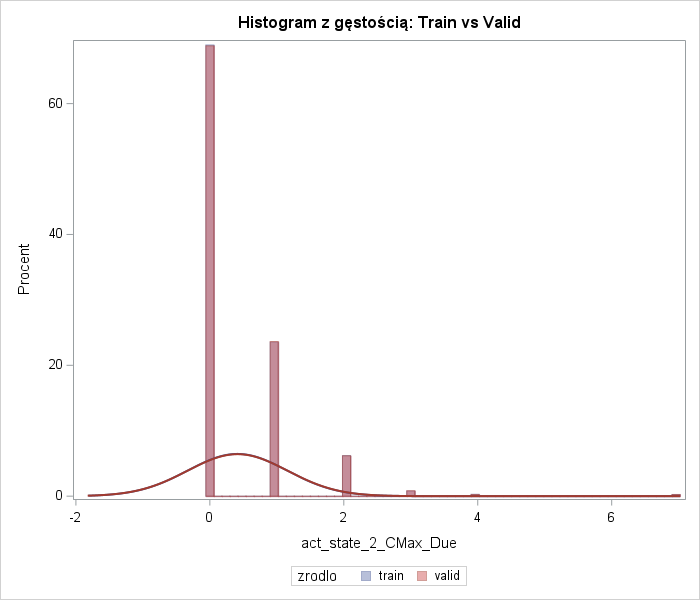 Histogram z gęstością: Train vs Valid
Procent
60
40
20
0
-2 0 2 4 6
act_state_2_CMax_Due
zrodlo train valid